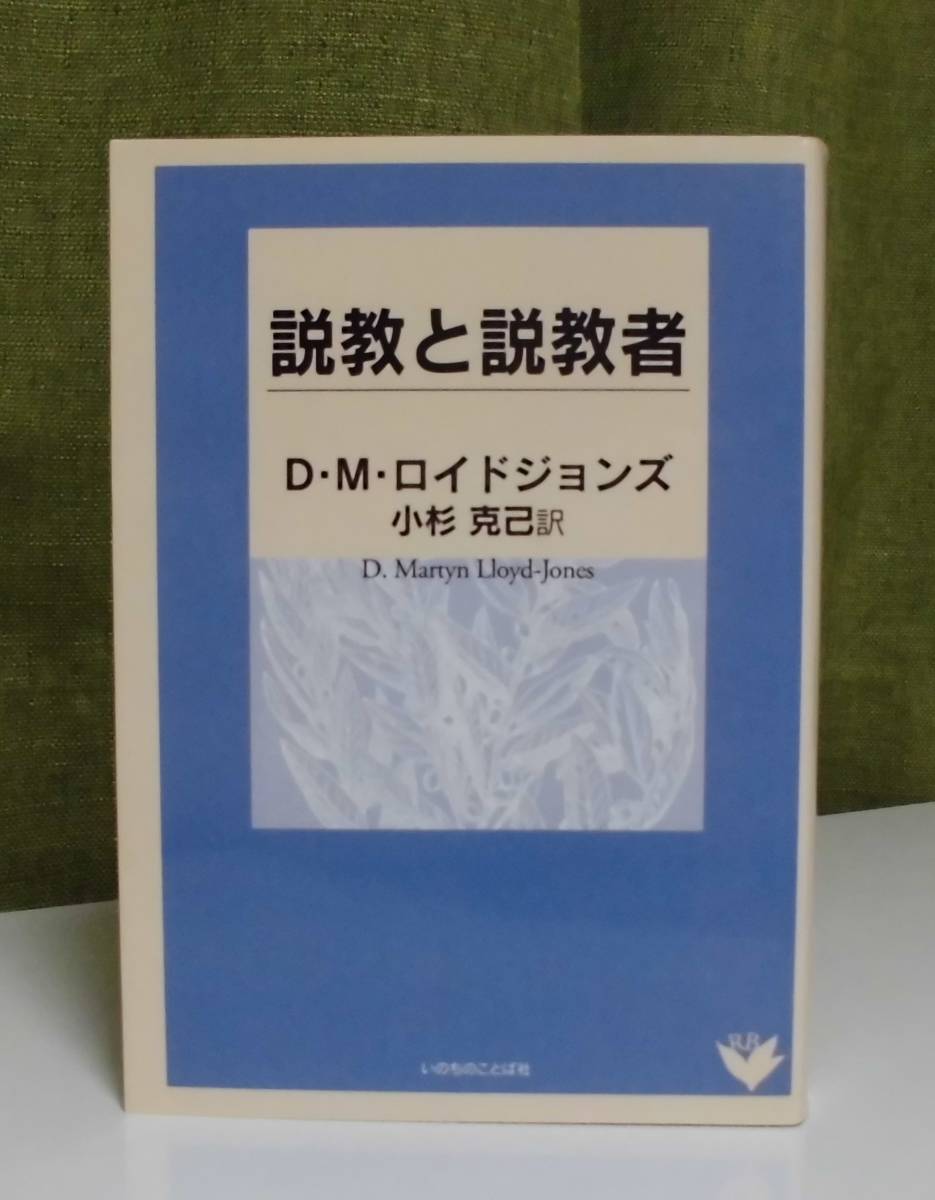 説教と説教者
D・M・ロイドジョンズ
小杉 克己訳
D. Martyn Lloyd-Jones
いのちのことば社
RB